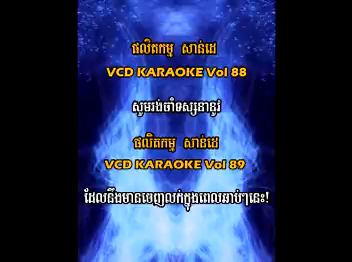 ផលិតកម្ម សាន់ដេ
VCD KARAOKE Vol 88
សូមរង់ចាំទស្សនានូវ
ផលិតកម្ម សាន់ដេ
VCD KARAOKE Vol 89
ដែលនឹងមានចេញលក់ក្នុងពេលឆាប់ៗនេះ!